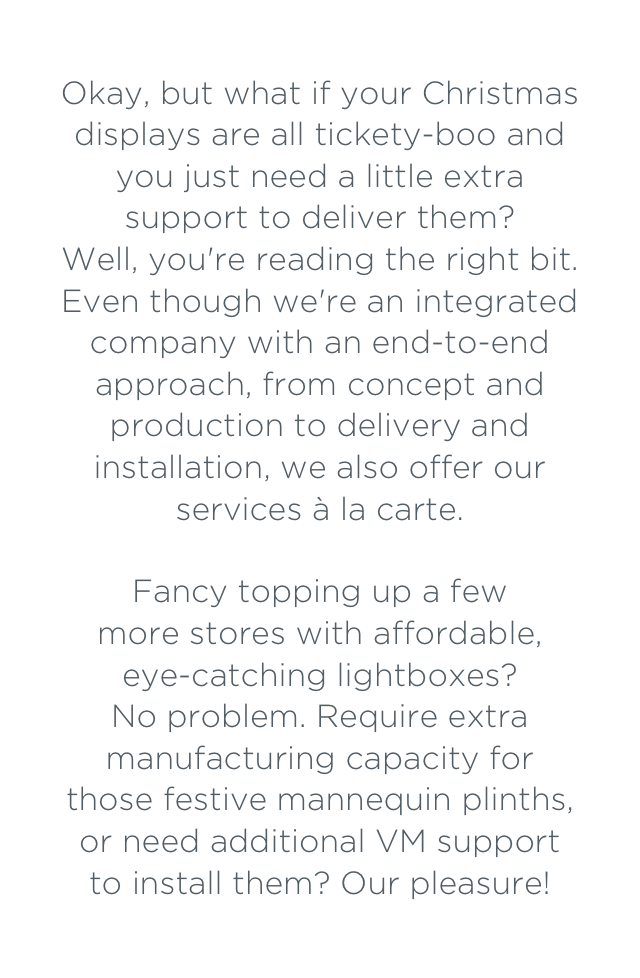 Okay, but what if your Christmas
displays are all tickety-boo and
you just need a little extra
support to deliver them?
Well, you're reading the right bit.
Even though we're an integrated
company with an end-to-end
approach, from concept and
production to delivery and
installation, we also offer our
services à la carte.
Fancy topping up a few
more stores with affordable,
eye-catching lightboxes?
No problem. Require extra
manufacturing capacity for
those festive mannequin plinths,
or need additional VM support
to install them? Our pleasure!